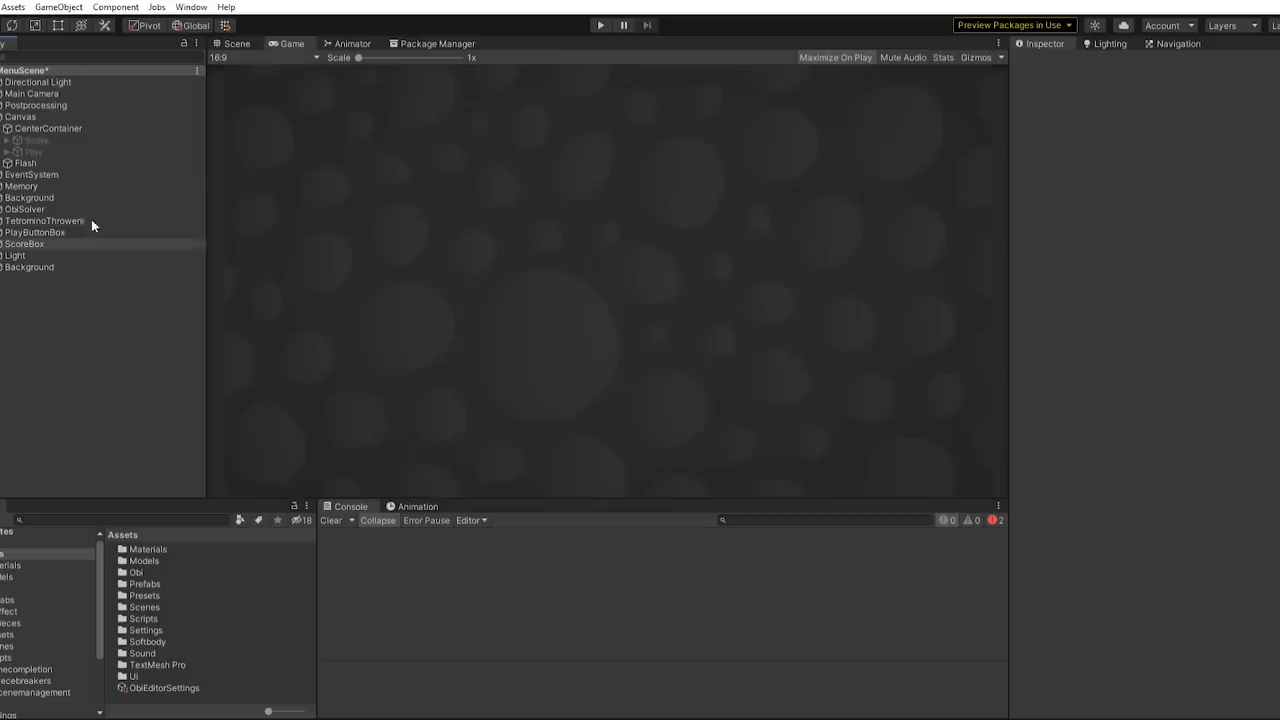 Assets GameObject Component Jobs Window Help
Pivot Global Preview Packages in Use Account Layers
Scene Game Animator Package Manager Inspector Lighting Navigation
16:9 Scale 1x Maximize On Play Mute Audio Stats Gizmos
MenuScene*
Directional Light
Main Camera
Postprocessing
Canvas
CenterContainer
Score
Play
Flash
EventSystem
Memory
Background
ObiSolver
TetrominoThrower
PlayButtonBox
ScoreBox
Light
Background
Console Animation
18 Clear Collapse Error Pause Editor 0 0 2
Assets
Materials
Models
Obi
Prefabs
Presets
Scenes
Scripts
Settings
Softbody
Sound
TextMesh Pro
Ui
ObiEditorSettings